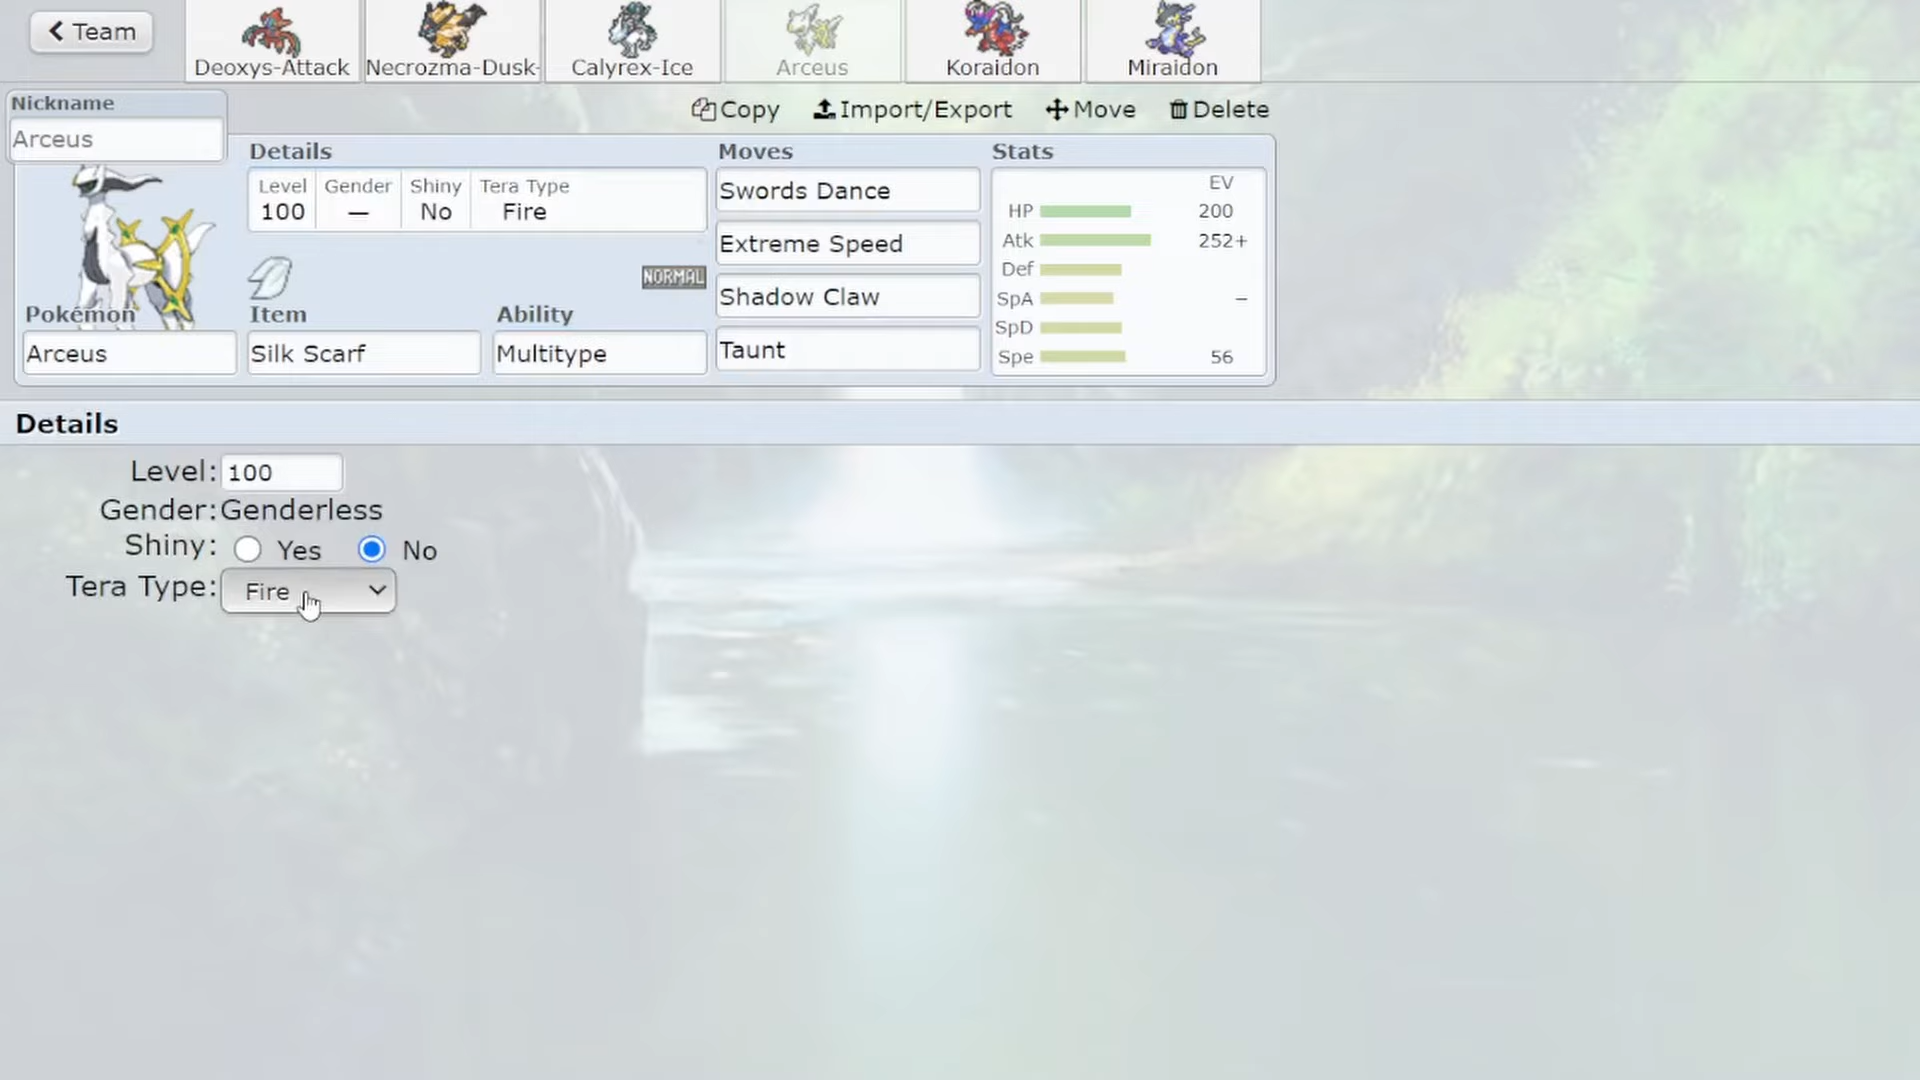 Team
Deoxys-Attack
Necrozma-Dusk-
Calyrex-Ice
Arceus
Koraidon
Miraidon
Nickname
Arceus
Copy
Import/Export
Move
Delete
Details
Level Gender Shiny Tera Type
100 — No Fire
NORMAL
Pokémon
Arceus
Item
Silk Scarf
Ability
Multitype
Moves
Swords Dance
Extreme Speed
Shadow Claw
Taunt
Stats
EV
HP 200
Atk 252+
Def
SpA –
SpD
Spe 56
Details
Level: 100
Gender: Genderless
Shiny: Yes No
Tera Type: Fire